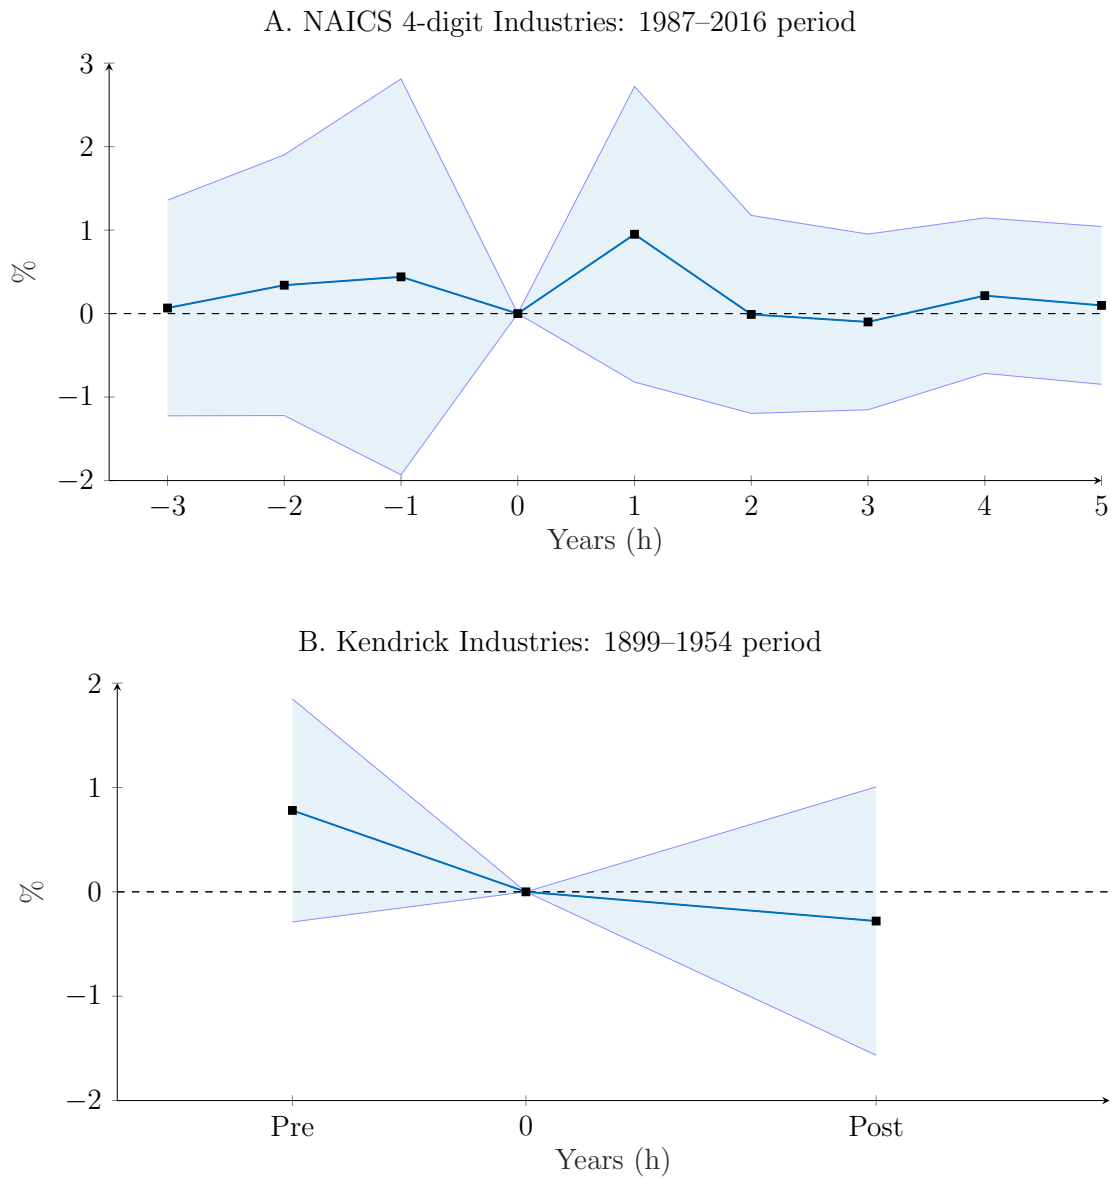 A. NAICS 4-digit Industries: 1987–2016 period
3
2
1
0
−1
−2
%
−3 −2 −1 0 1 2 3 4 5
Years (h)
B. Kendrick Industries: 1899–1954 period
2
1
0
−1
−2
%
Pre 0 Post
Years (h)